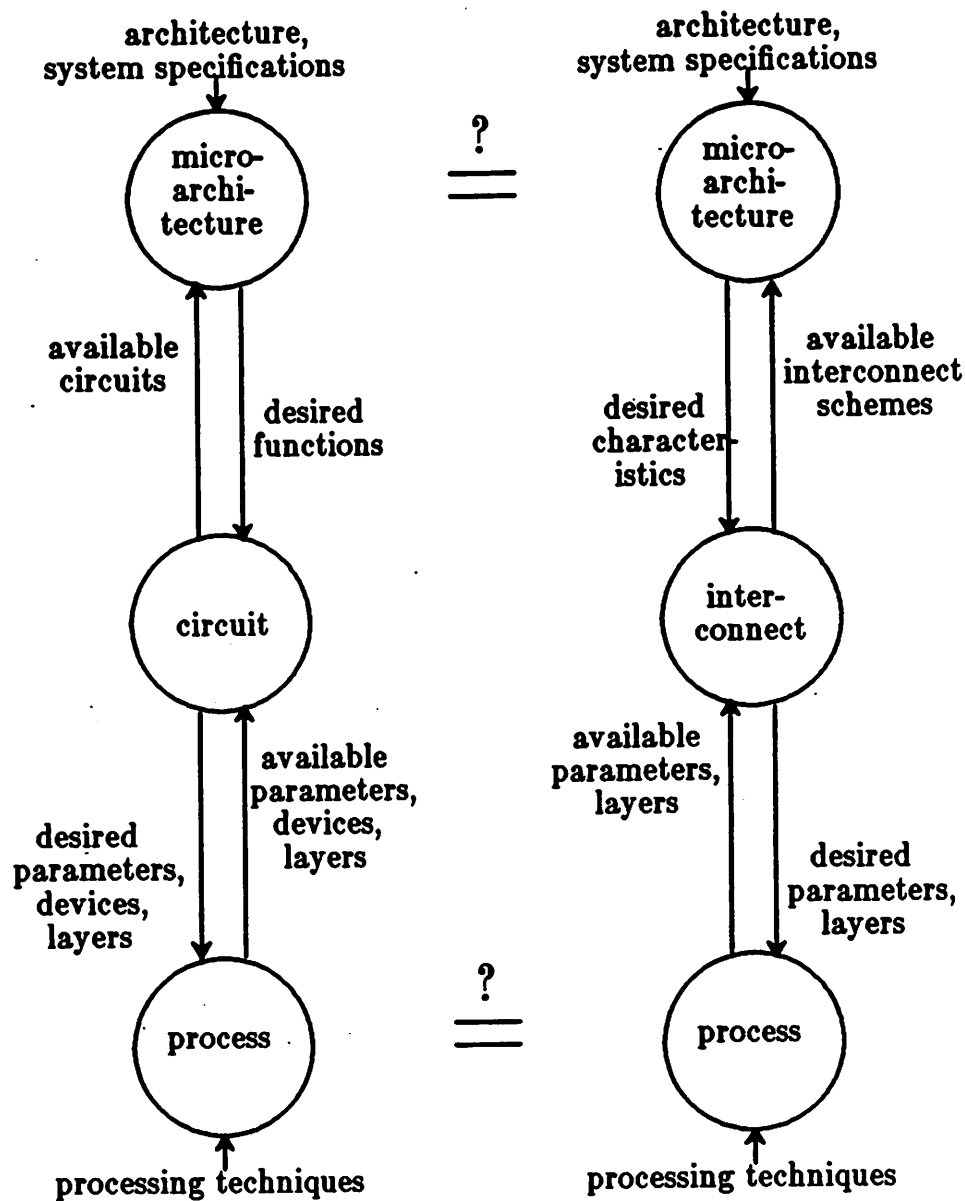 architecture,
system specifications
micro-
archi-
tecture
available
circuits
desired
functions
circuit
available
parameters,
devices,
layers
desired
parameters,
devices,
layers
process
processing techniques
?
=
?
=
architecture,
system specifications
micro-
archi-
tecture
desired
character-
istics
available
interconnect
schemes
inter-
connect
available
parameters,
layers
desired
parameters,
layers
process
processing techniques